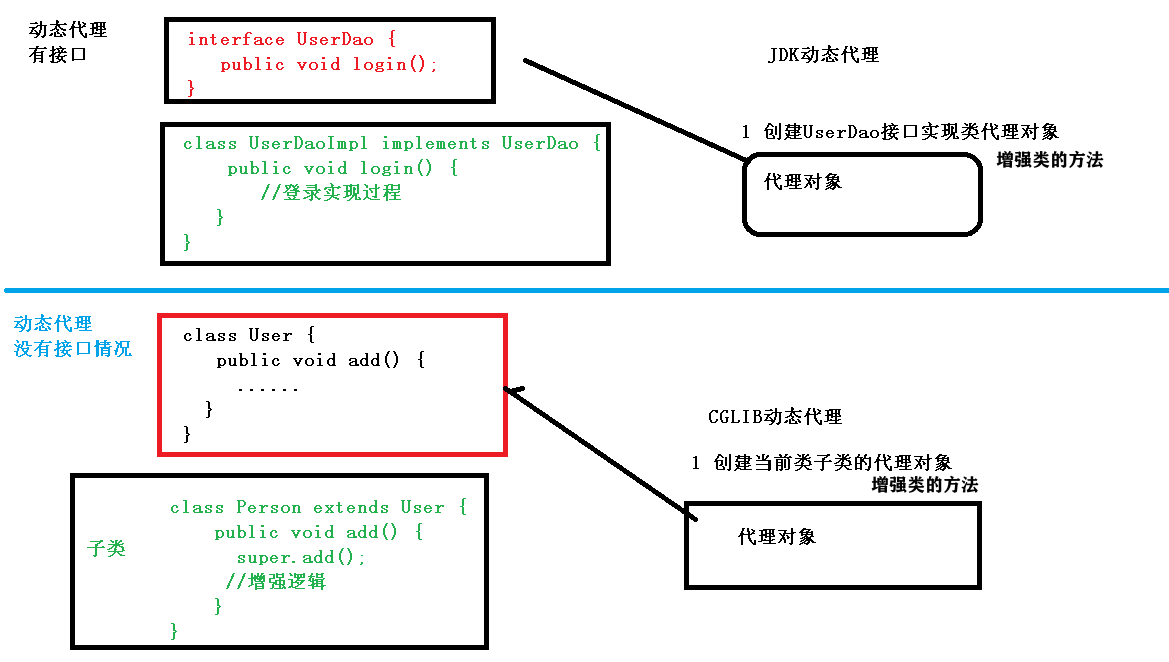 动态代理
有接口
interface UserDao {
public void login();
}
class UserDaoImpl implements UserDao {
public void login() {
//登录实现过程
}
}
JDK动态代理
1 创建UserDao接口实现类代理对象
增强类的方法
代理对象
动态代理
没有接口情况
class User {
public void add() {
......
}
}
子类
class Person extends User {
public void add() {
super.add();
//增强逻辑
}
}
CGLIB动态代理
1 创建当前类子类的代理对象
增强类的方法
代理对象